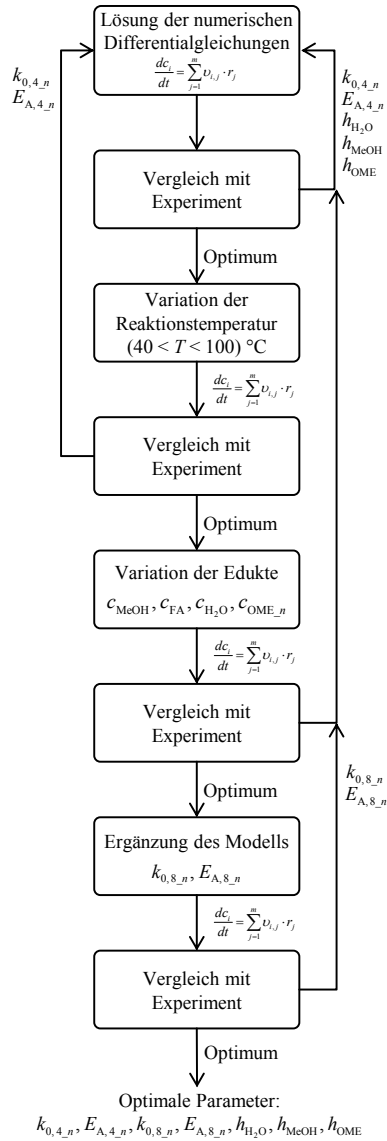 Lösung der numerischen
Differentialgleichungen
dc_i/dt = ∑_{j=1}^{m} υ_{i,j} · r_j
k_{0,4_n}
E_{A,4_n}
k_{0,4_n}
E_{A,4_n}
h_{H₂O}
h_{MeOH}
h_{OME}
Vergleich mit
Experiment
Optimum
Variation der
Reaktionstemperatur
(40 < T < 100) °C
dc_i/dt = ∑_{j=1}^{m} υ_{i,j} · r_j
Vergleich mit
Experiment
Optimum
Variation der Edukte
c_{MeOH}, c_{FA}, c_{H₂O}, c_{OME_n}
dc_i/dt = ∑_{j=1}^{m} υ_{i,j} · r_j
Vergleich mit
Experiment
Optimum
k_{0,8_n}
E_{A,8_n}
Ergänzung des Modells
k_{0,8_n}, E_{A,8_n}
dc_i/dt = ∑_{j=1}^{m} υ_{i,j} · r_j
Vergleich mit
Experiment
Optimum
Optimale Parameter:
k_{0,4_n}, E_{A,4_n}, k_{0,8_n}, E_{A,8_n}, h_{H₂O}, h_{MeOH}, h_{OME}